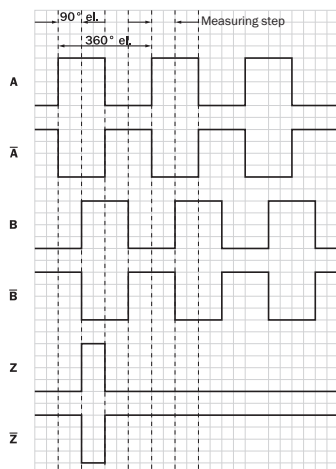 90° el.
Measuring step
360° el.
A
A̅
B
B̅
Z
Z̅